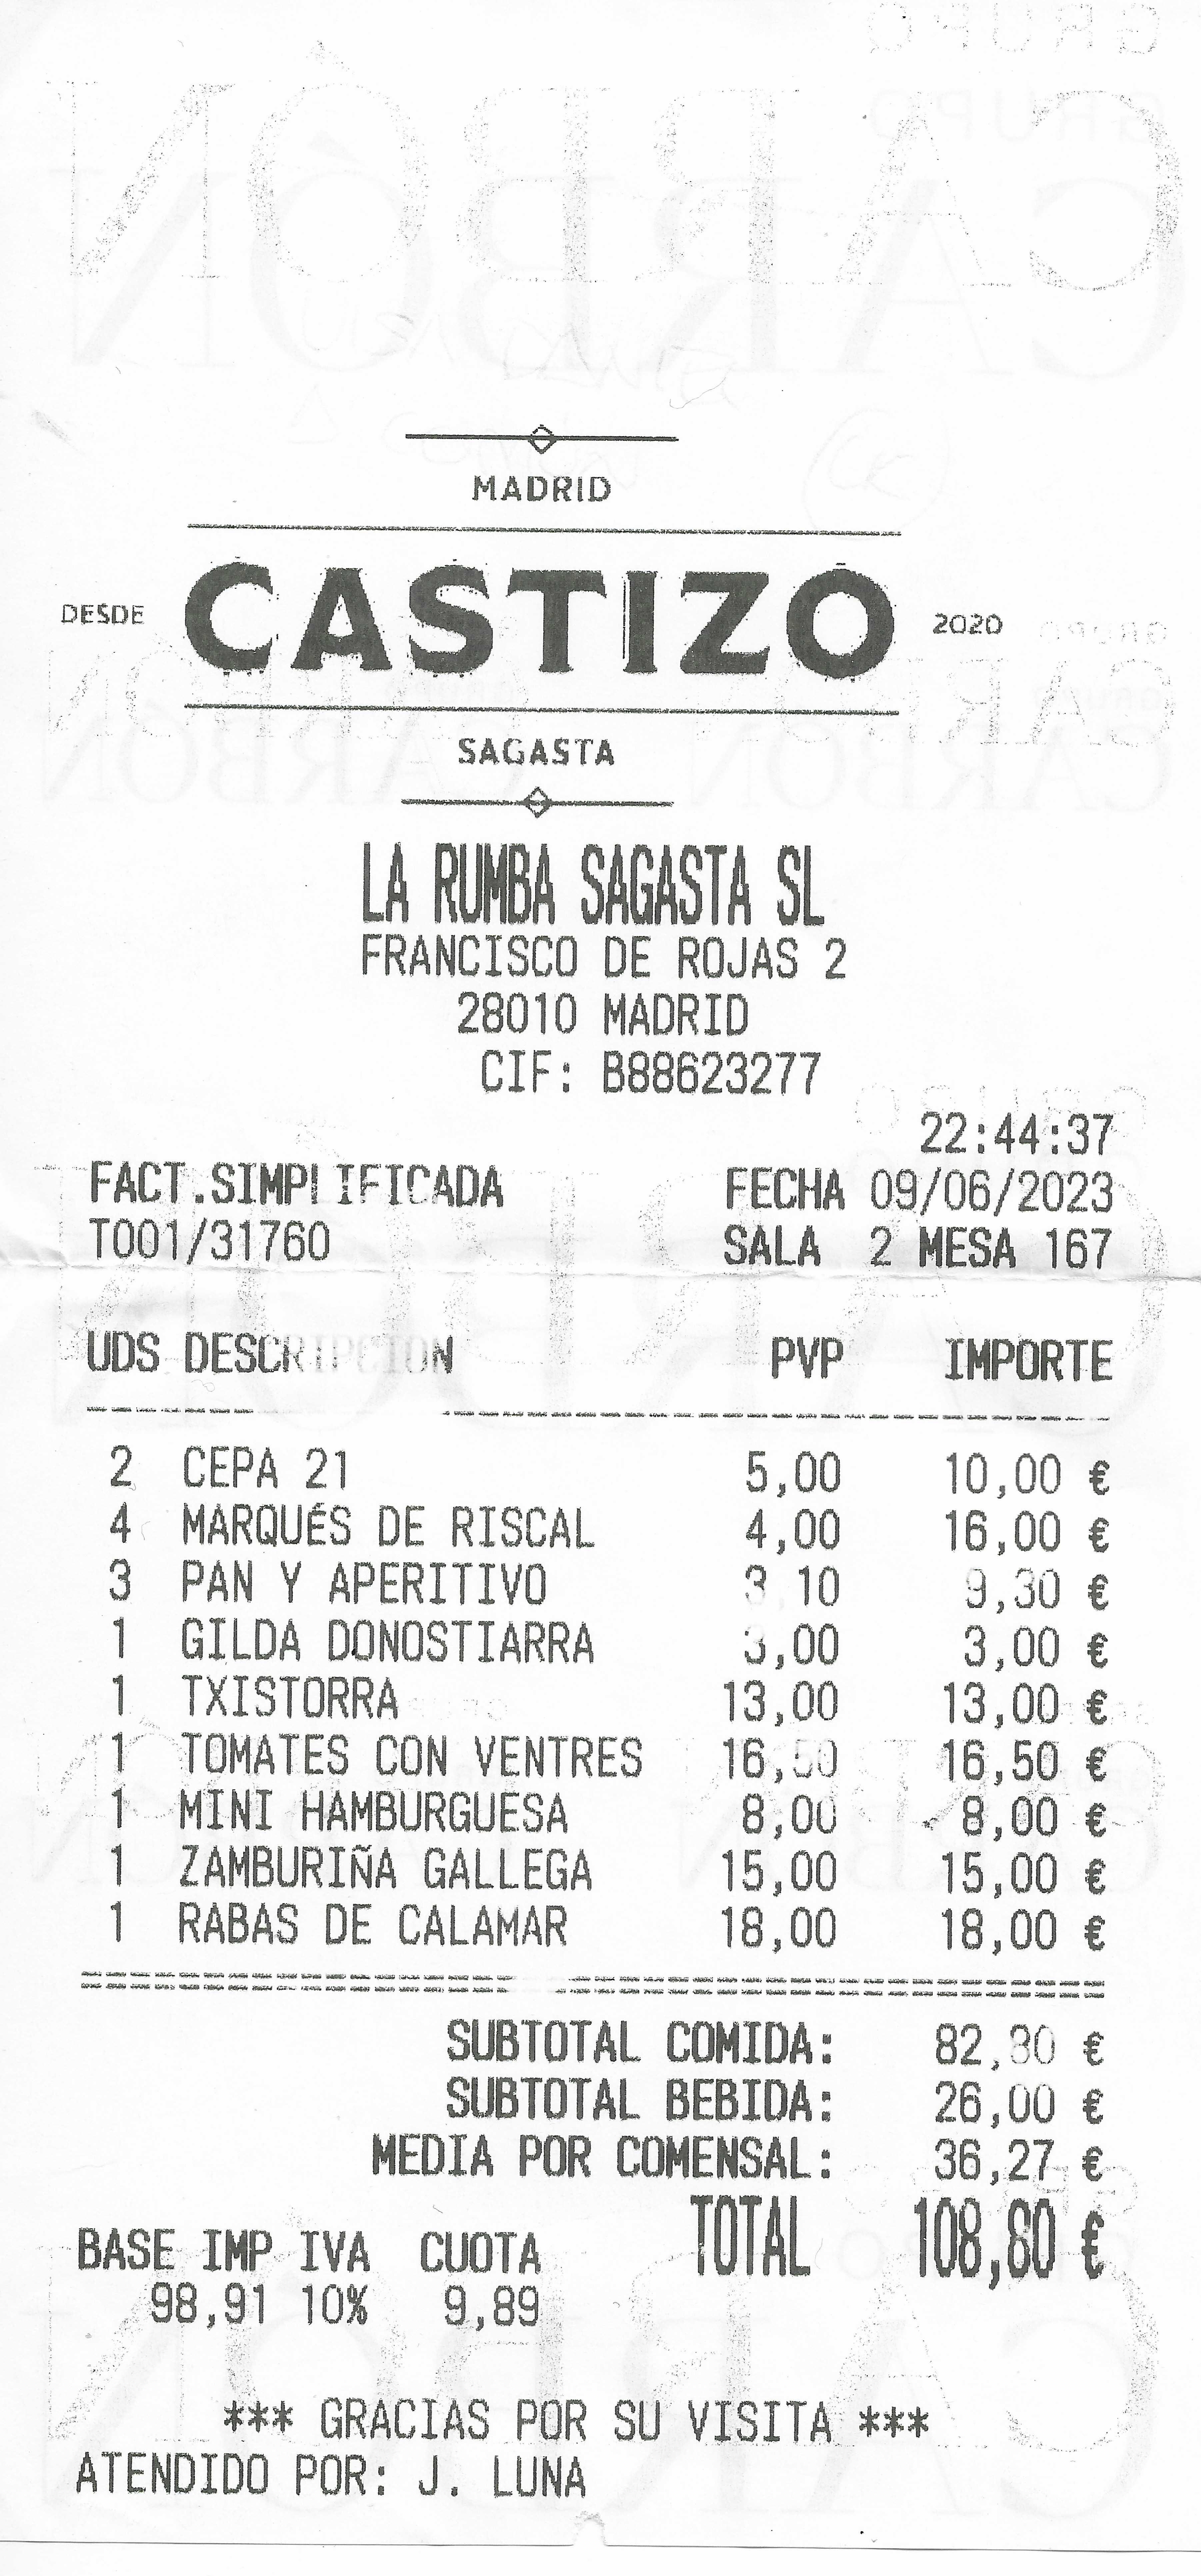 MADRID
DESDE CASTIZO 2020
SAGASTA
LA RUMBA SAGASTA SL
FRANCISCO DE ROJAS 2
28010 MADRID
CIF: B88623277
22:44:37
FACT.SIMPLIFICADA FECHA 09/06/2023
T001/31760 SALA 2 MESA 167
UDS DESCRIPCION PVP IMPORTE
2 CEPA 21 5,00 10,00 €
4 MARQUÉS DE RISCAL 4,00 16,00 €
3 PAN Y APERITIVO 3,10 9,30 €
1 GILDA DONOSTIARRA 3,00 3,00 €
1 TXISTORRA 13,00 13,00 €
1 TOMATES CON VENTRES 16,50 16,50 €
1 MINI HAMBURGUESA 8,00 8,00 €
1 ZAMBURIÑA GALLEGA 15,00 15,00 €
1 RABAS DE CALAMAR 18,00 18,00 €
SUBTOTAL COMIDA: 82,80 €
SUBTOTAL BEBIDA: 26,00 €
MEDIA POR COMENSAL: 36,27 €
TOTAL 108,80 €
BASE IMP IVA CUOTA
98,91 10% 9,89
*** GRACIAS POR SU VISITA ***
ATENDIDO POR: J. LUNA